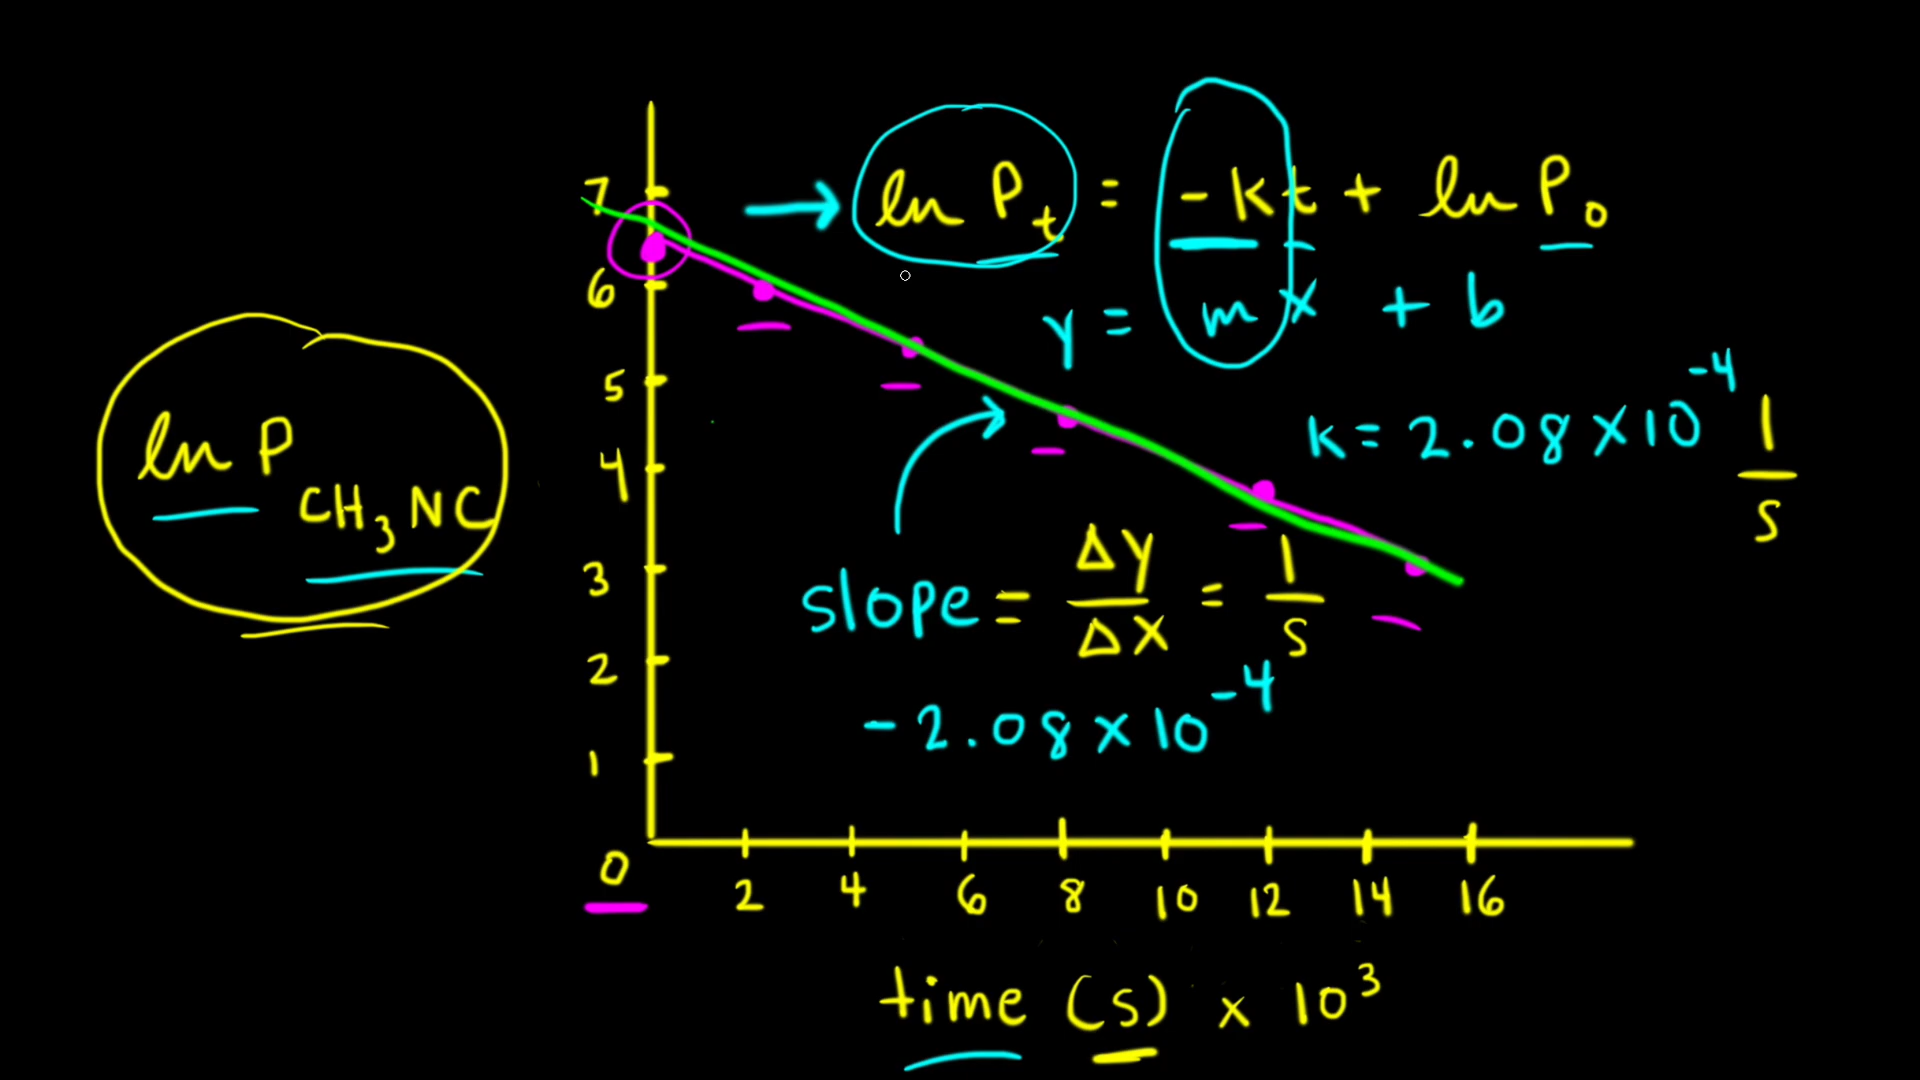 ln Pt = -kt + ln P0
y = mx + b
k = 2.08 x 10^-4 1/s
ln P CH3NC
slope = Δy/Δx = 1/s
-2.08 x 10^-4
7
6
5
4
3
2
1
0
2 4 6 8 10 12 14 16
time (s) x 10^3